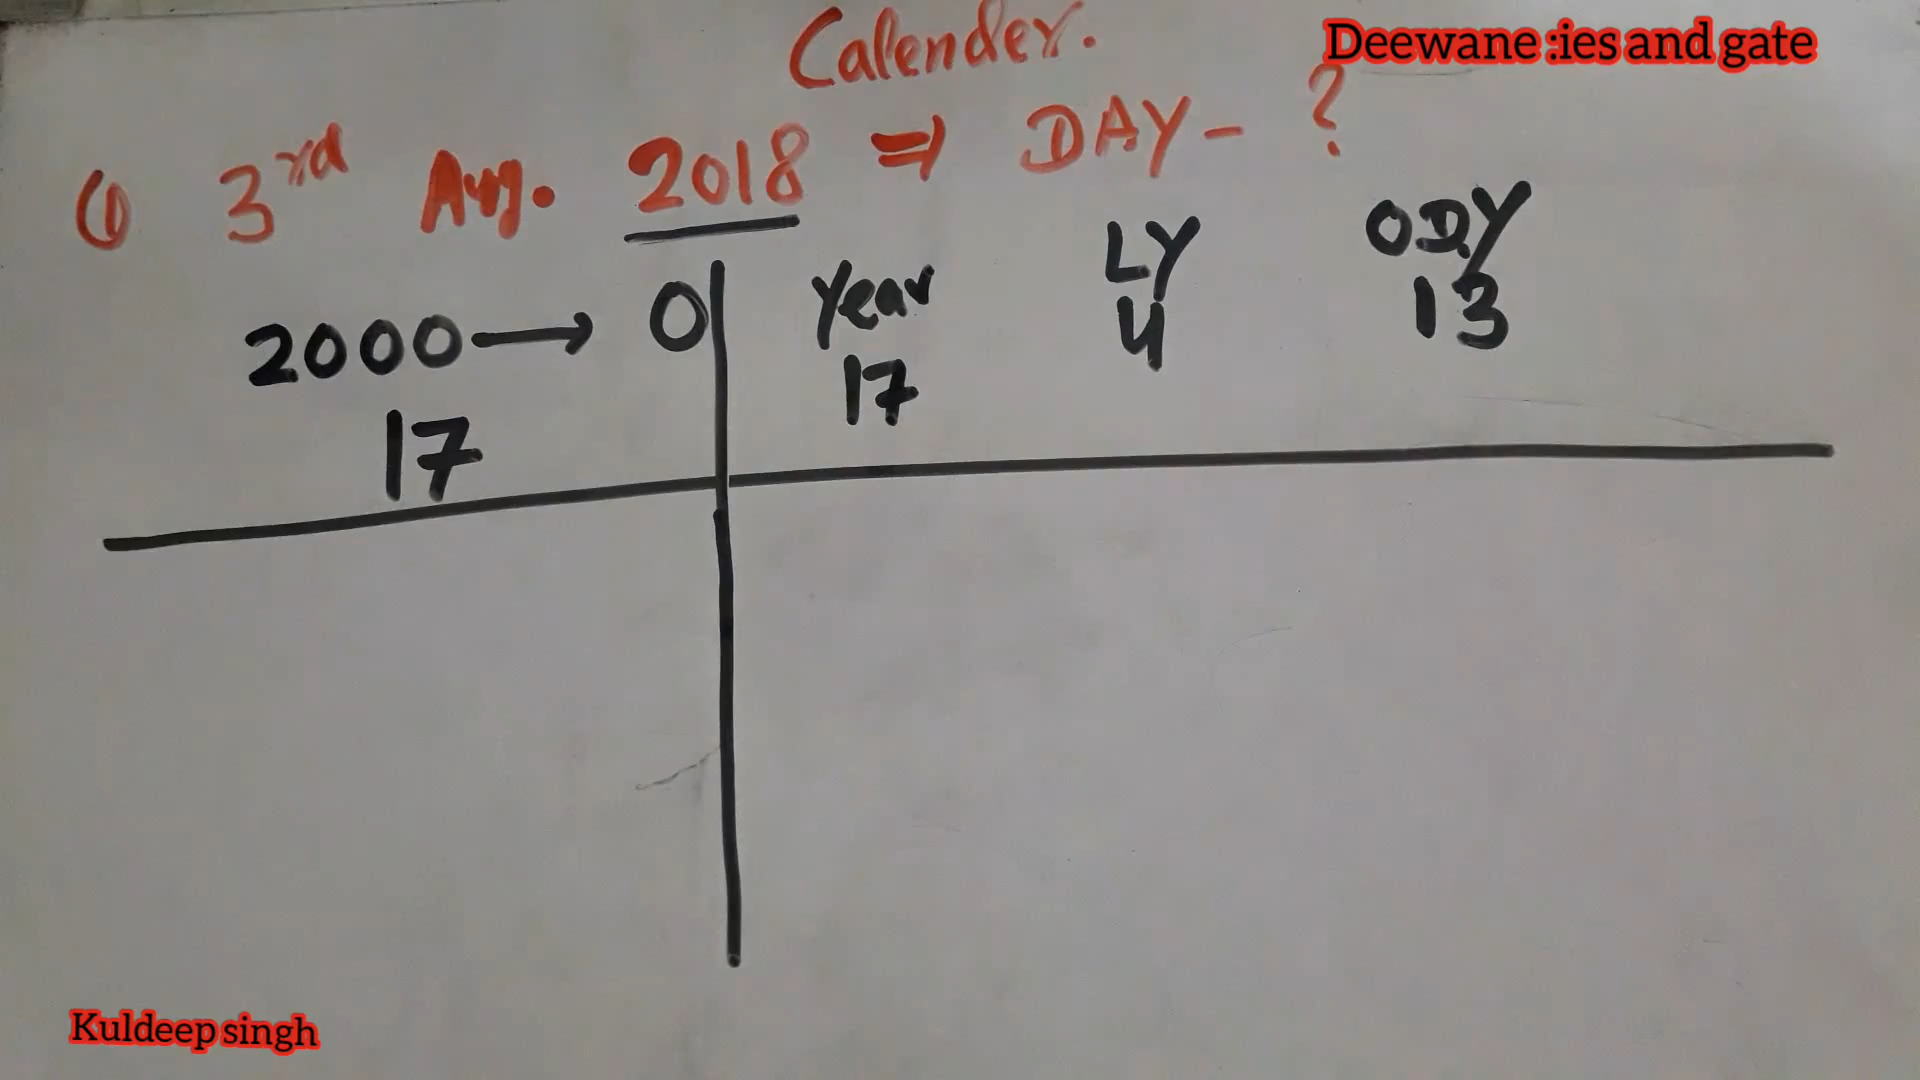 Calender.
Deewane :ies and gate
(1) 3rd Aug. 2018 ⇒ DAY - ?
2000 → 0
17
Year LY ODY
17 4 13
Kuldeep singh